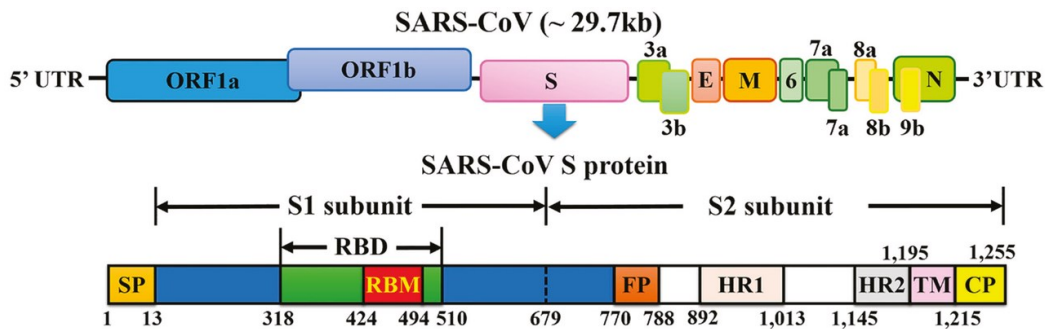 SARS-CoV (~ 29.7kb)
3a 7a 8a
5' UTR ORF1a ORF1b S E M 6 N 3'UTR
3b 7a 8b 9b
SARS-CoV S protein
S1 subunit S2 subunit
RBD 1,195 1,255
SP RBM FP HR1 HR2 TM CP
1 13 318 424 494 510 679 770 788 892 1,013 1,145 1,215